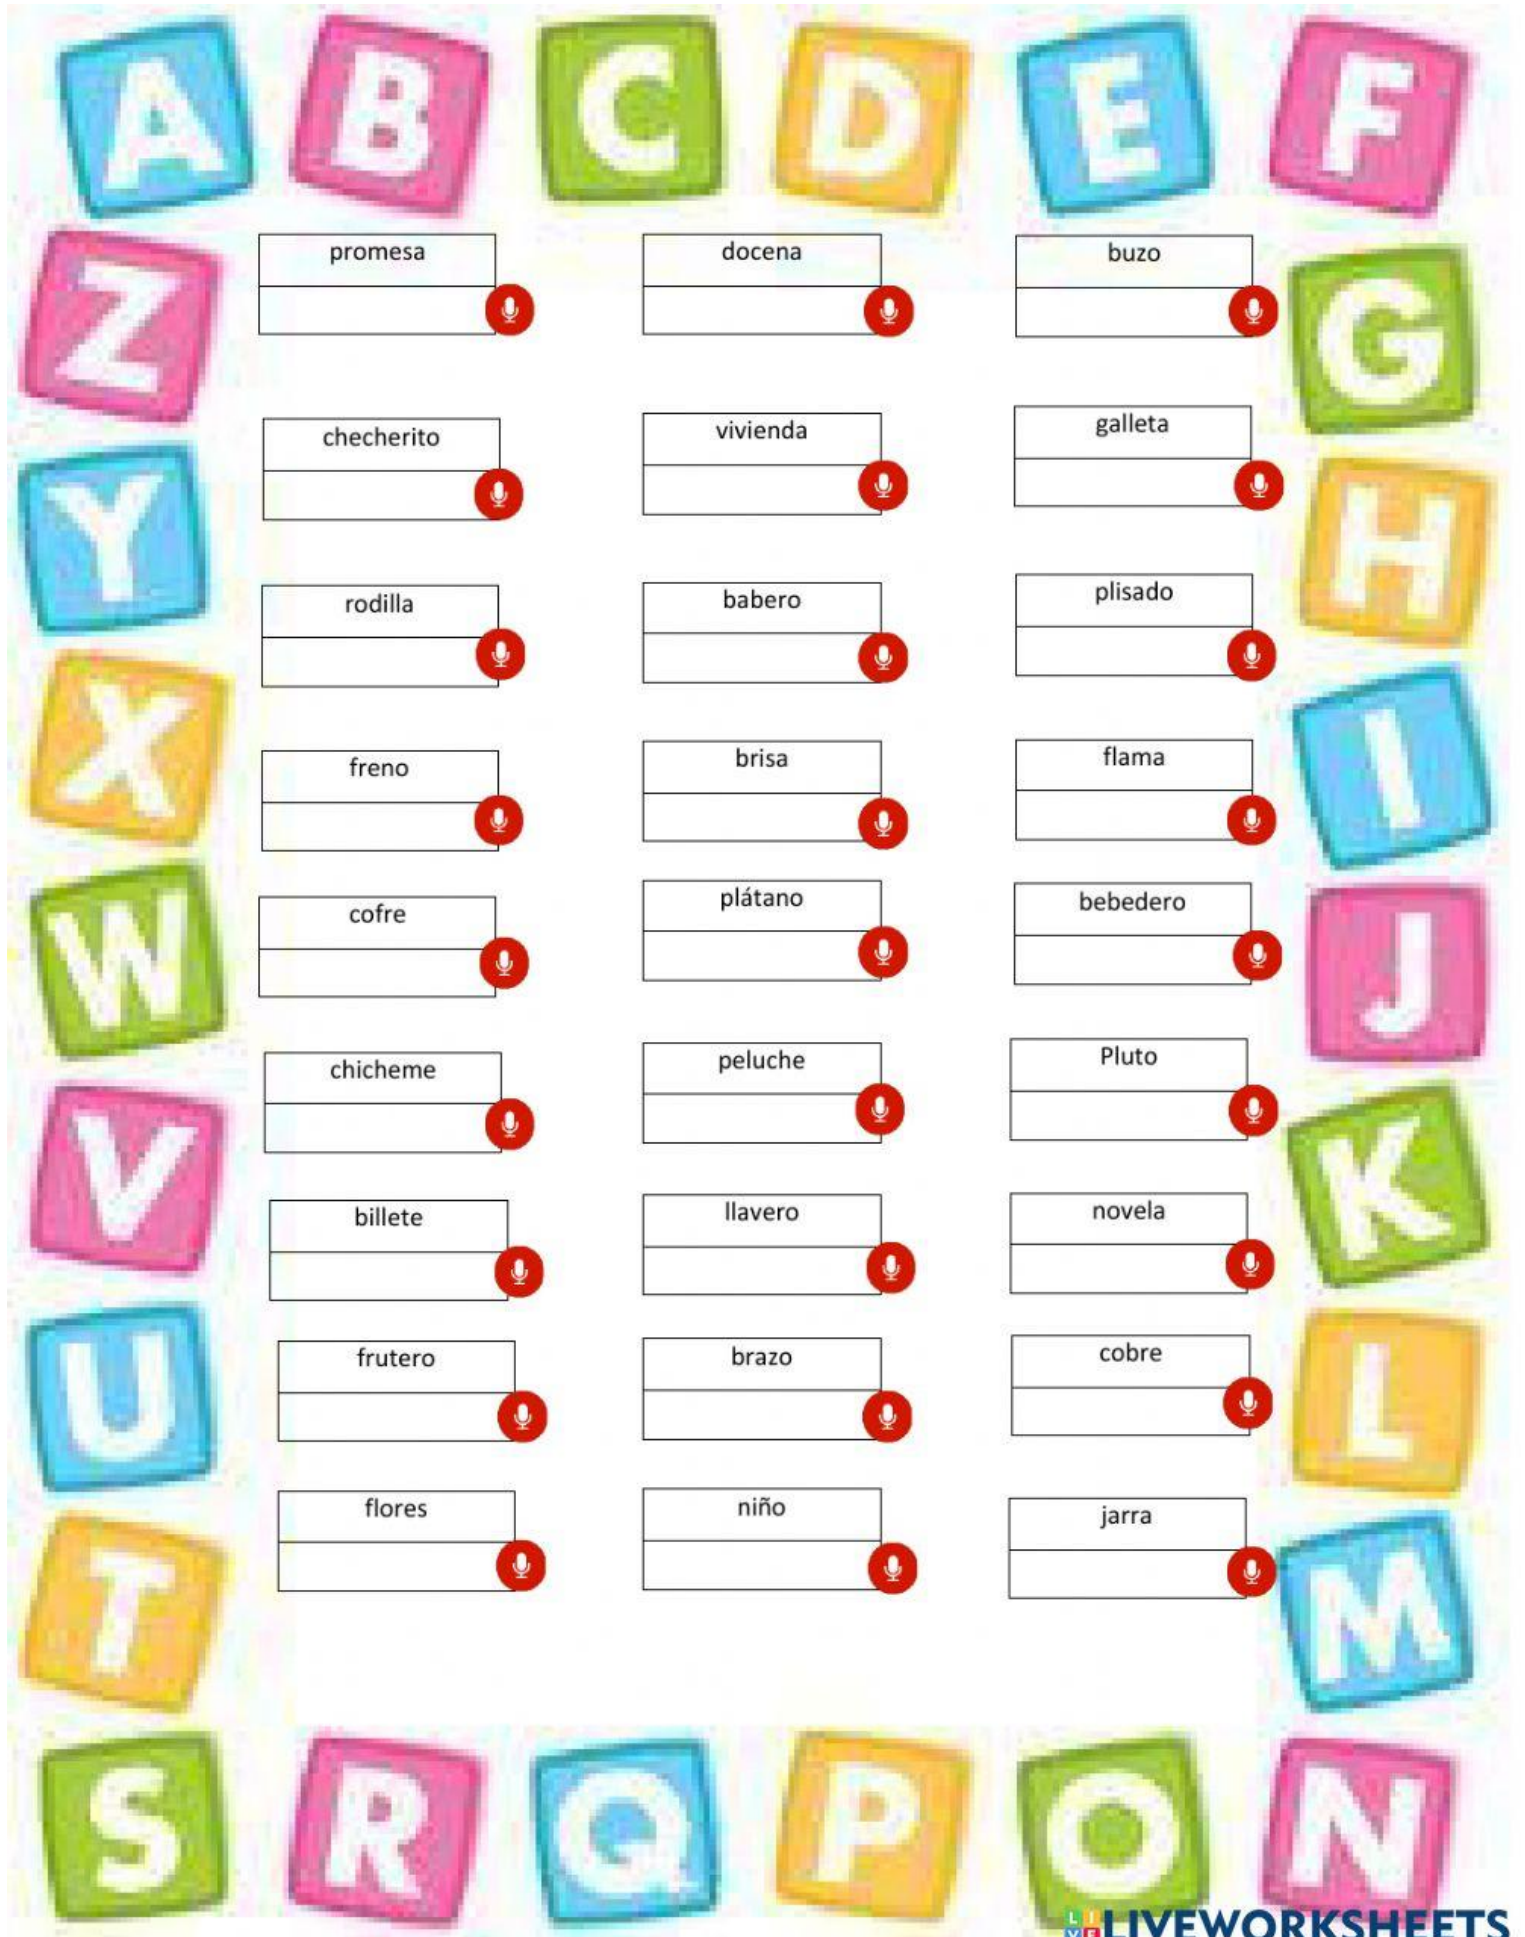 A B C D E F
promesa docena buzo
Z G
checherito vivienda galleta
Y H
rodilla babero plisado
X I
freno brisa flama
W J
cofre plátano bebedero
chicheme peluche Pluto
V K
billete llavero novela
U L
frutero brazo cobre
flores niño jarra
T M
S R Q P O N
LIVE LIVEWORKSHEETS